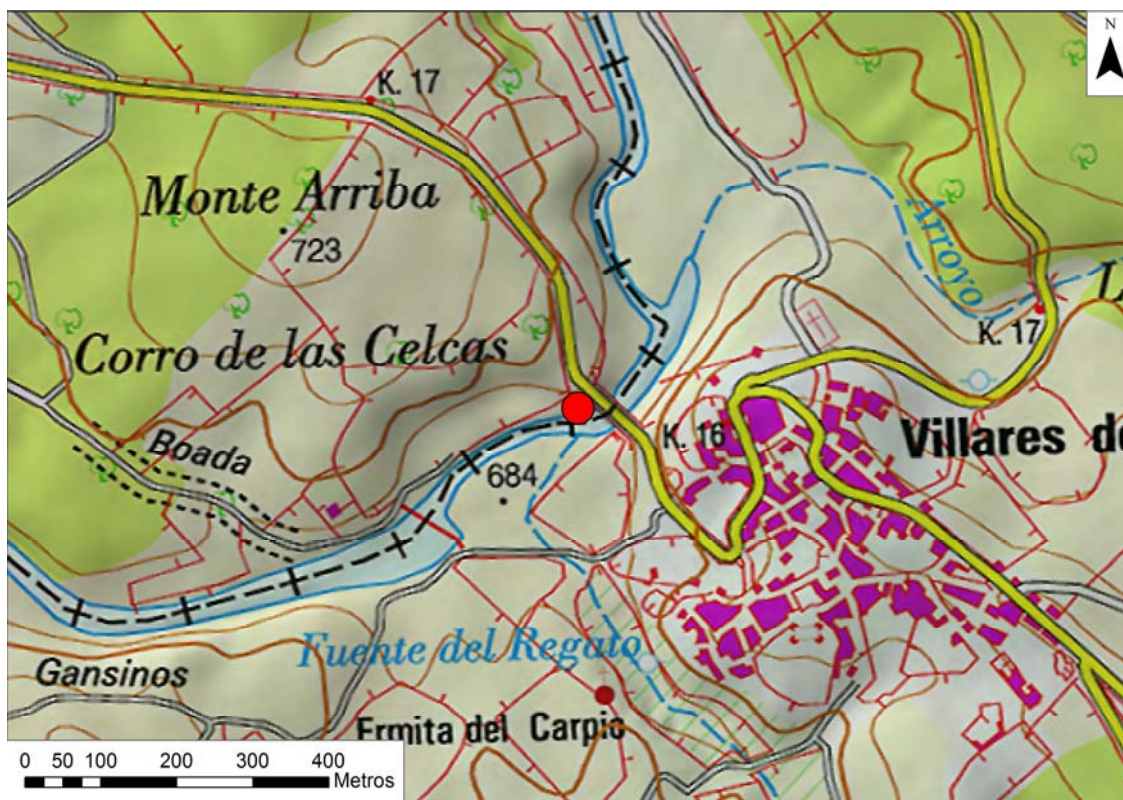 N
K. 17
Monte Arriba
723
Arroyo
K. 17
Corro de las Celcas
K. 16
Villares de
Boada
684
Fuente del Regato
Gansinos
Ermita del Carpio
0 50 100 200 300 400
Metros